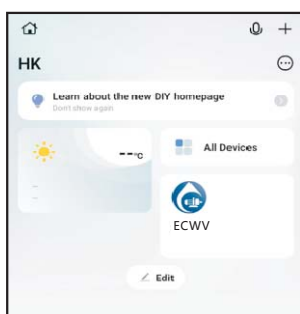 HK
Learn about the new DIY homepage
Don't show again
--°C
All Devices
--
--
ECWV
Edit